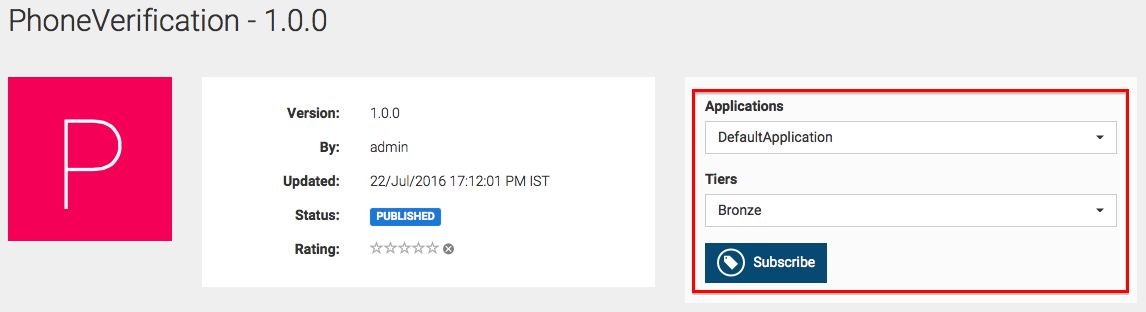 PhoneVerification - 1.0.0
P
Version: 1.0.0
By: admin
Updated: 22/Jul/2016 17:12:01 PM IST
Status: PUBLISHED
Rating:
Applications
DefaultApplication
Tiers
Bronze
Subscribe